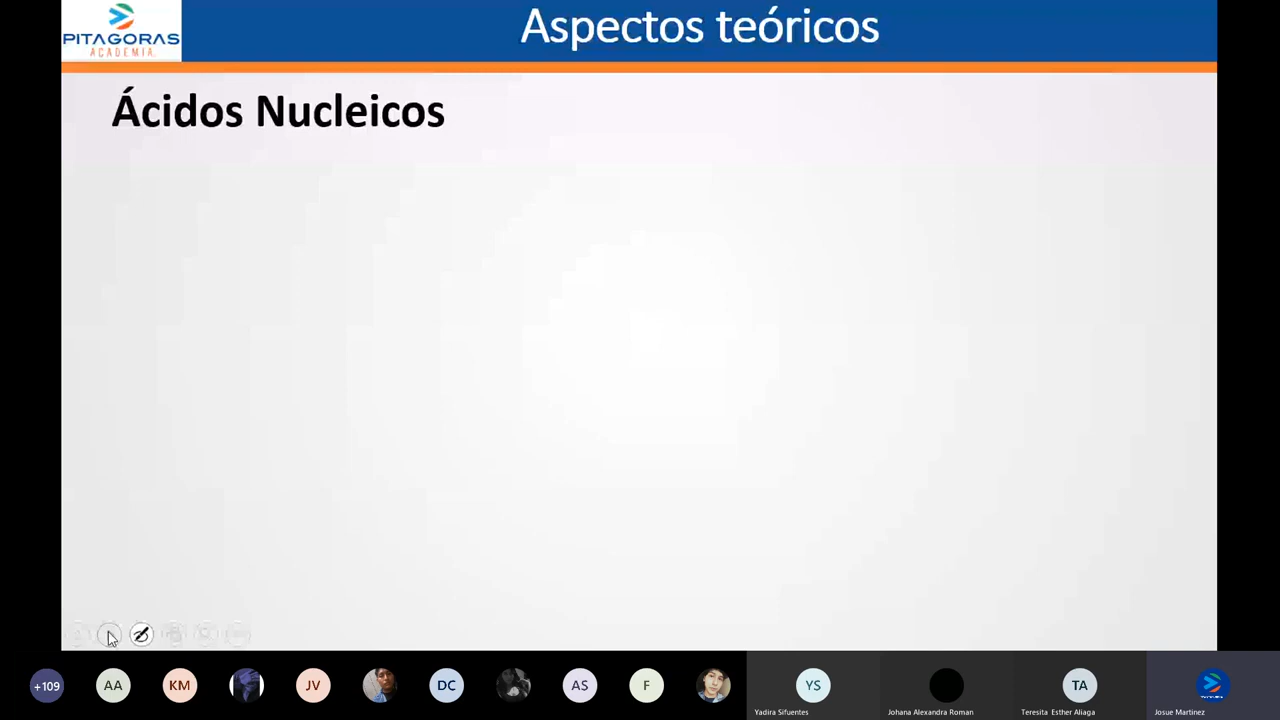 PITAGORAS
ACADEMIA
Aspectos teóricos
Ácidos Nucleicos
+109
AA
KM
JV
DC
AS
F
YS
TA
Yadira Sifuentes
Johana Alexandra Roman
Teresita Esther Aliaga
Josue Martinez